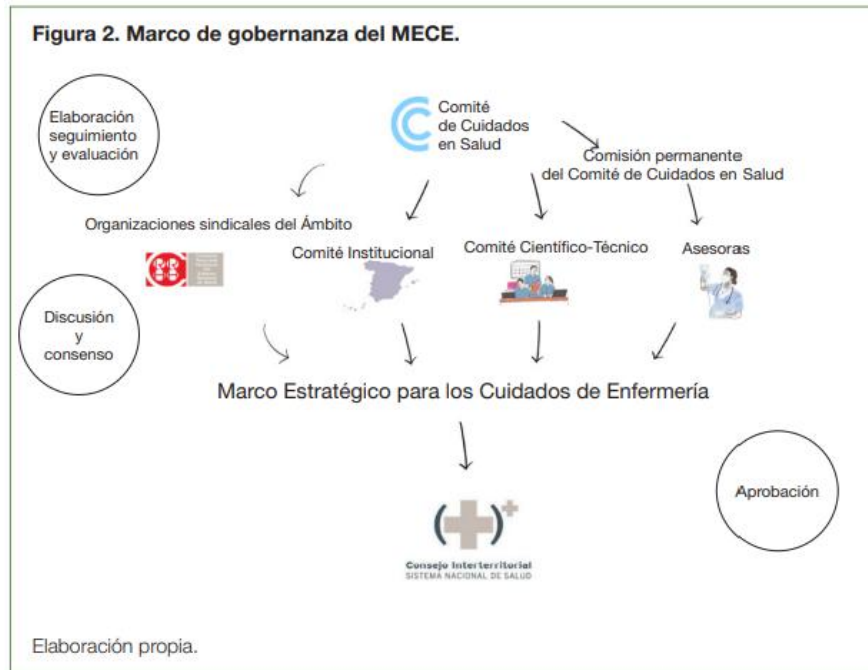 Figura 2. Marco de gobernanza del MECE.
Elaboración
seguimiento
y evaluación
Comité
de Cuidados
en Salud
Comisión permanente
del Comité de Cuidados en Salud
Organizaciones sindicales del Ámbito
Comité Institucional
Comité Científico-Técnico
Asesoras
Discusión
y
consenso
Marco Estratégico para los Cuidados de Enfermería
Aprobación
Consejo Interterritorial
SISTEMA NACIONAL DE SALUD
Elaboración propia.